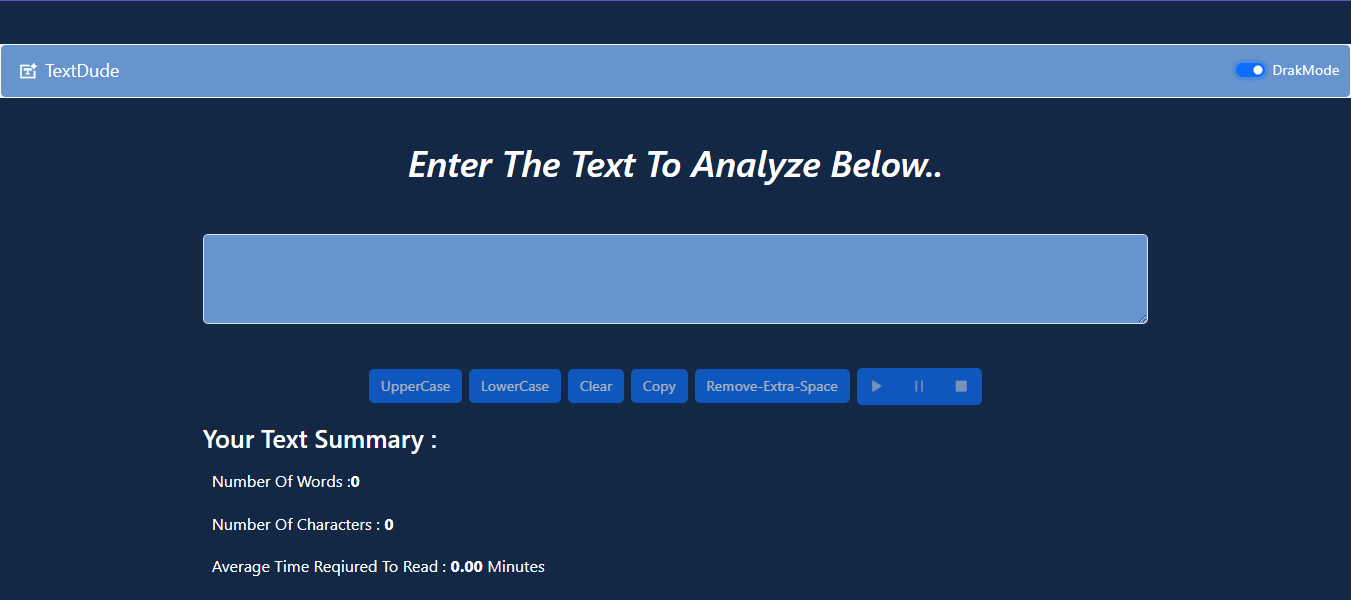 TextDude DrakMode
Enter The Text To Analyze Below..
UpperCase LowerCase Clear Copy Remove-Extra-Space
Your Text Summary :
Number Of Words :0
Number Of Characters : 0
Average Time Reqiured To Read : 0.00 Minutes